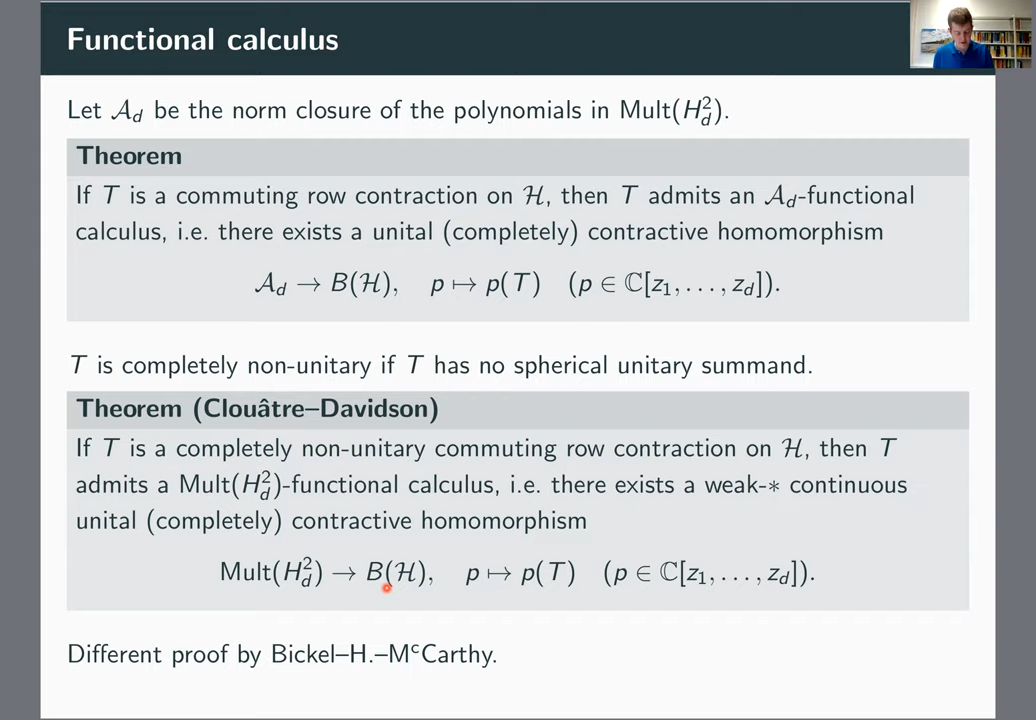 Functional calculus
Let 𝒜_d be the norm closure of the polynomials in Mult(H²_d).
Theorem
If T is a commuting row contraction on ℋ, then T admits an 𝒜_d-functional
calculus, i.e. there exists a unital (completely) contractive homomorphism
𝒜_d → B(ℋ), p ↦ p(T) (p ∈ ℂ[z₁, . . . , z_d]).
T is completely non-unitary if T has no spherical unitary summand.
Theorem (Clouâtre–Davidson)
If T is a completely non-unitary commuting row contraction on ℋ, then T
admits a Mult(H²_d)-functional calculus, i.e. there exists a weak-∗ continuous
unital (completely) contractive homomorphism
Mult(H²_d) → B(ℋ), p ↦ p(T) (p ∈ ℂ[z₁, . . . , z_d]).
Different proof by Bickel–H.–MᶜCarthy.